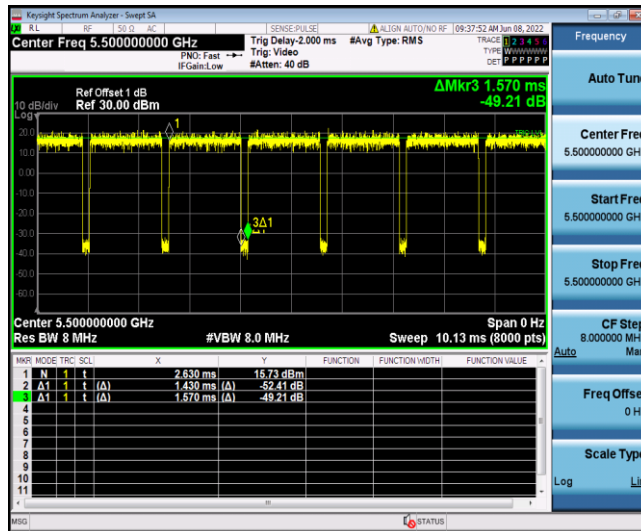 Keysight Spectrum Analyzer - Swept SA
RL RF 50 Ω AC SENSE:PULSE ALIGN AUTO/NO RF 09:37:52 AM Jun 08, 2022
Center Freq 5.500000000 GHz
PNO: Fast
IFGain:Low
Trig Delay-2.000 ms
Trig: Video
#Atten: 40 dB
#Avg Type: RMS
TRACE 1 2 3 4 5 6
TYPE WWWWWW
DET P P P P P P
ΔMkr3 1.570 ms
-49.21 dB
Ref Offset 1 dB
10 dB/div Ref 30.00 dBm
Log
20.0
10.0
0.00
-10.0
-20.0
-30.0
-40.0
-50.0
-60.0
1
3Δ1
Center 5.500000000 GHz Span 0 Hz
Res BW 8 MHz #VBW 8.0 MHz Sweep 10.13 ms (8000 pts)
MKR MODE TRC SCL X Y FUNCTION FUNCTION WIDTH FUNCTION VALUE
1 N 1 t 2.630 ms 15.73 dBm
2 Δ1 1 t (Δ) 1.430 ms (Δ) -52.41 dB
3 Δ1 1 t (Δ) 1.570 ms (Δ) -49.21 dB
4
5
6
7
8
9
10
11
MSG STATUS
Frequency
Auto Tun
Center Fre
5.500000000 GH
Start Fre
5.500000000 GH
Stop Fre
5.500000000 GH
CF Step
8.000000 MH
Auto Ma
Freq Offse
0 H
Scale Type
Log Li